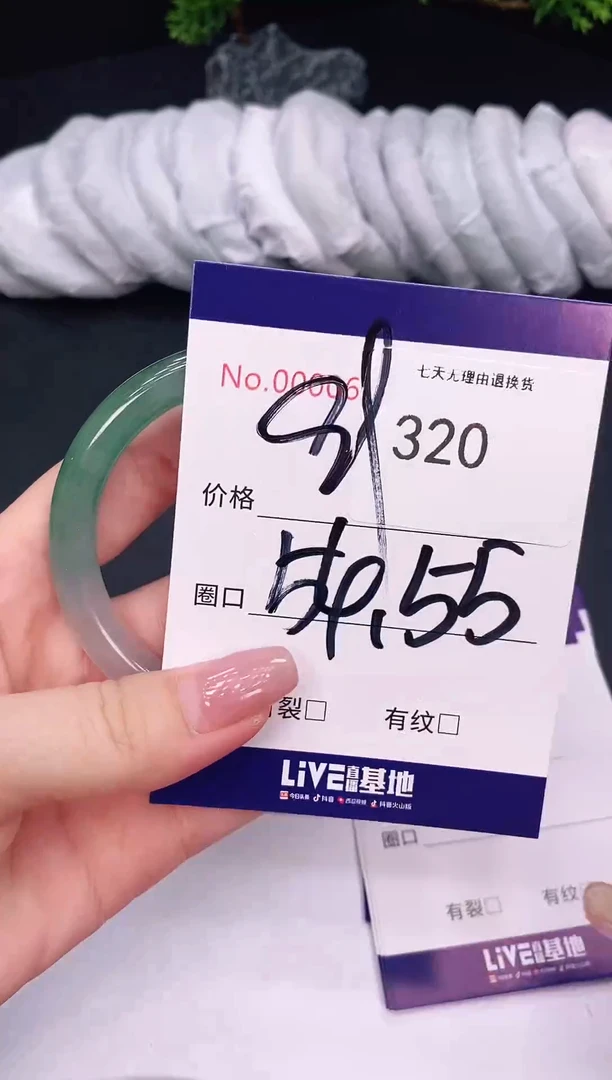 七天无理由退换货
No.00006
320
价格
圈口 54.55
有裂□ 有纹□
LiVE直播基地
今日头条 抖音 西瓜视频 抖音火山版
圈口
有裂□ 有纹
LiVE直播基地